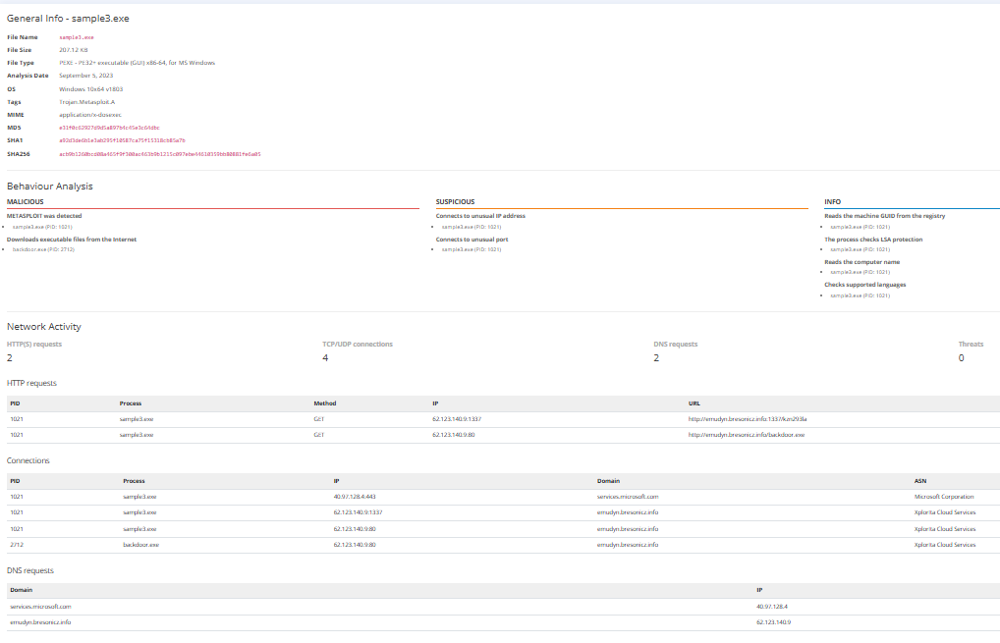 General Info - sample3.exe
File Name sample3.exe
File Size 207.12 KB
File Type PEXE - PE32+ executable (GUI) x86-64, for MS Windows
Analysis Date September 5, 2023
OS Windows 10x64 v1803
Tags Trojan.Metasploit.A
MIME application/x-dosexec
MD5
SHA1
SHA256
Behaviour Analysis
MALICIOUS SUSPICIOUS INFO
METASPLOIT was detected Connects to unusual IP address Reads the machine GUID from the registry
• sample3.exe (PID: 1021) • sample3.exe (PID: 1021) • sample3.exe (PID: 1021)
Downloads executable files from the Internet Connects to unusual port The process checks LSA protection
• backdoor.exe (PID: 2712) • sample3.exe (PID: 1021) • sample3.exe (PID: 1021)
Reads the computer name
• sample3.exe (PID: 1021)
Checks supported languages
• sample3.exe (PID: 1021)
Network Activity
HTTP(S) requests TCP/UDP connections DNS requests Threats
2 4 2 0
HTTP requests
PID Process Method IP URL
1021 sample3.exe GET 62.123.140.9:1337 http://emudyn.bresonicz.info:1337/kzn293la
1021 sample3.exe GET 62.123.140.9:80 http://emudyn.bresonicz.info/backdoor.exe
Connections
PID Process IP Domain ASN
1021 sample3.exe 40.97.128.4:443 services.microsoft.com Microsoft Corporation
1021 sample3.exe 62.123.140.9:1337 emudyn.bresonicz.info Xplorita Cloud Services
1021 sample3.exe 62.123.140.9:80 emudyn.bresonicz.info Xplorita Cloud Services
2712 backdoor.exe 62.123.140.9:80 emudyn.bresonicz.info Xplorita Cloud Services
DNS requests
Domain IP
services.microsoft.com 40.97.128.4
emudyn.bresonicz.info 62.123.140.9